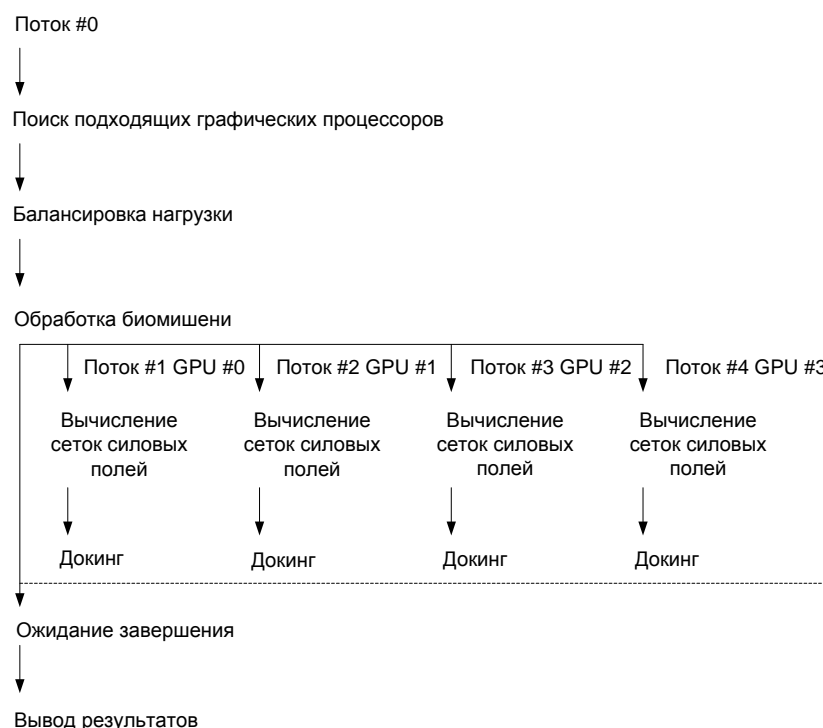 Поток #0
Поиск подходящих графических процессоров
Балансировка нагрузки
Обработка биомишени
Поток #1 GPU #0
Поток #2 GPU #1
Поток #3 GPU #2
Поток #4 GPU #3
Вычисление
сеток силовых
полей
Вычисление
сеток силовых
полей
Вычисление
сеток силовых
полей
Вычисление
сеток силовых
полей
Докинг
Докинг
Докинг
Докинг
Ожидание завершения
Вывод результатов